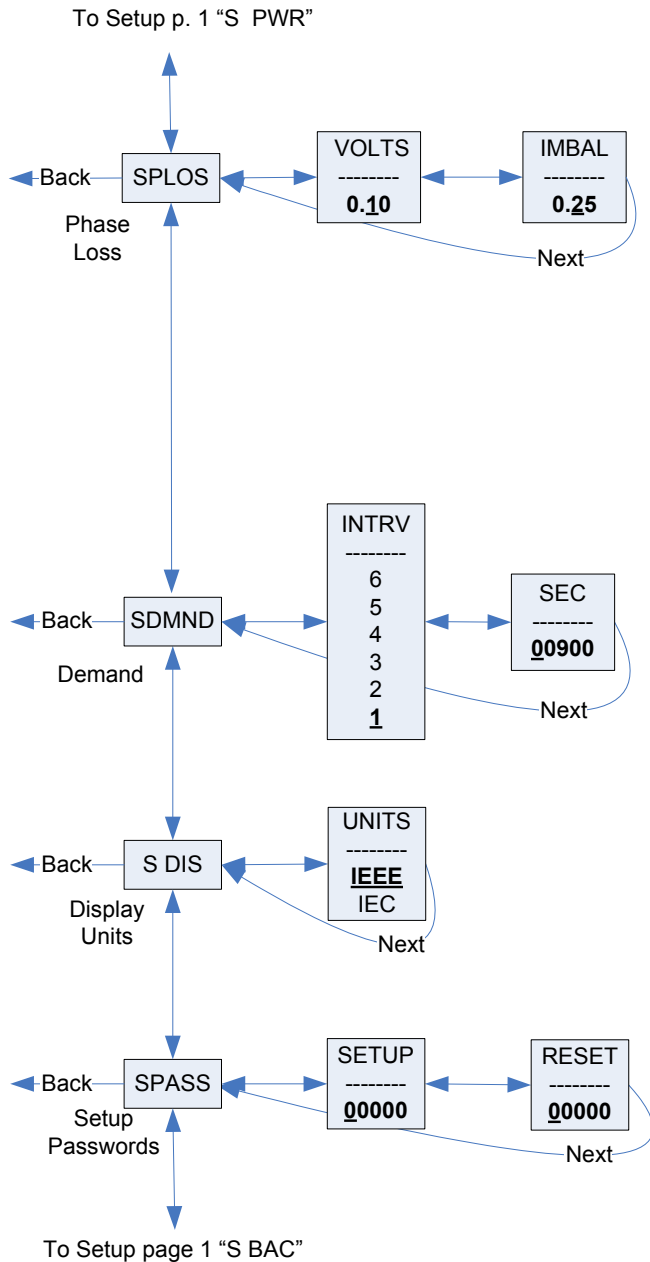 To Setup p. 1 “S PWR”
Back
SPLOS
Phase
Loss
VOLTS
---------
0.10
IMBAL
---------
0.25
Next
Back
SDMND
Demand
INTRV
--------
6
5
4
3
2
1
SEC
---------
00900
Next
Back
S DIS
Display
Units
UNITS
---------
IEEE
IEC
Next
Back
SPASS
Setup
Passwords
SETUP
---------
00000
RESET
---------
00000
Next
To Setup page 1 “S BAC”